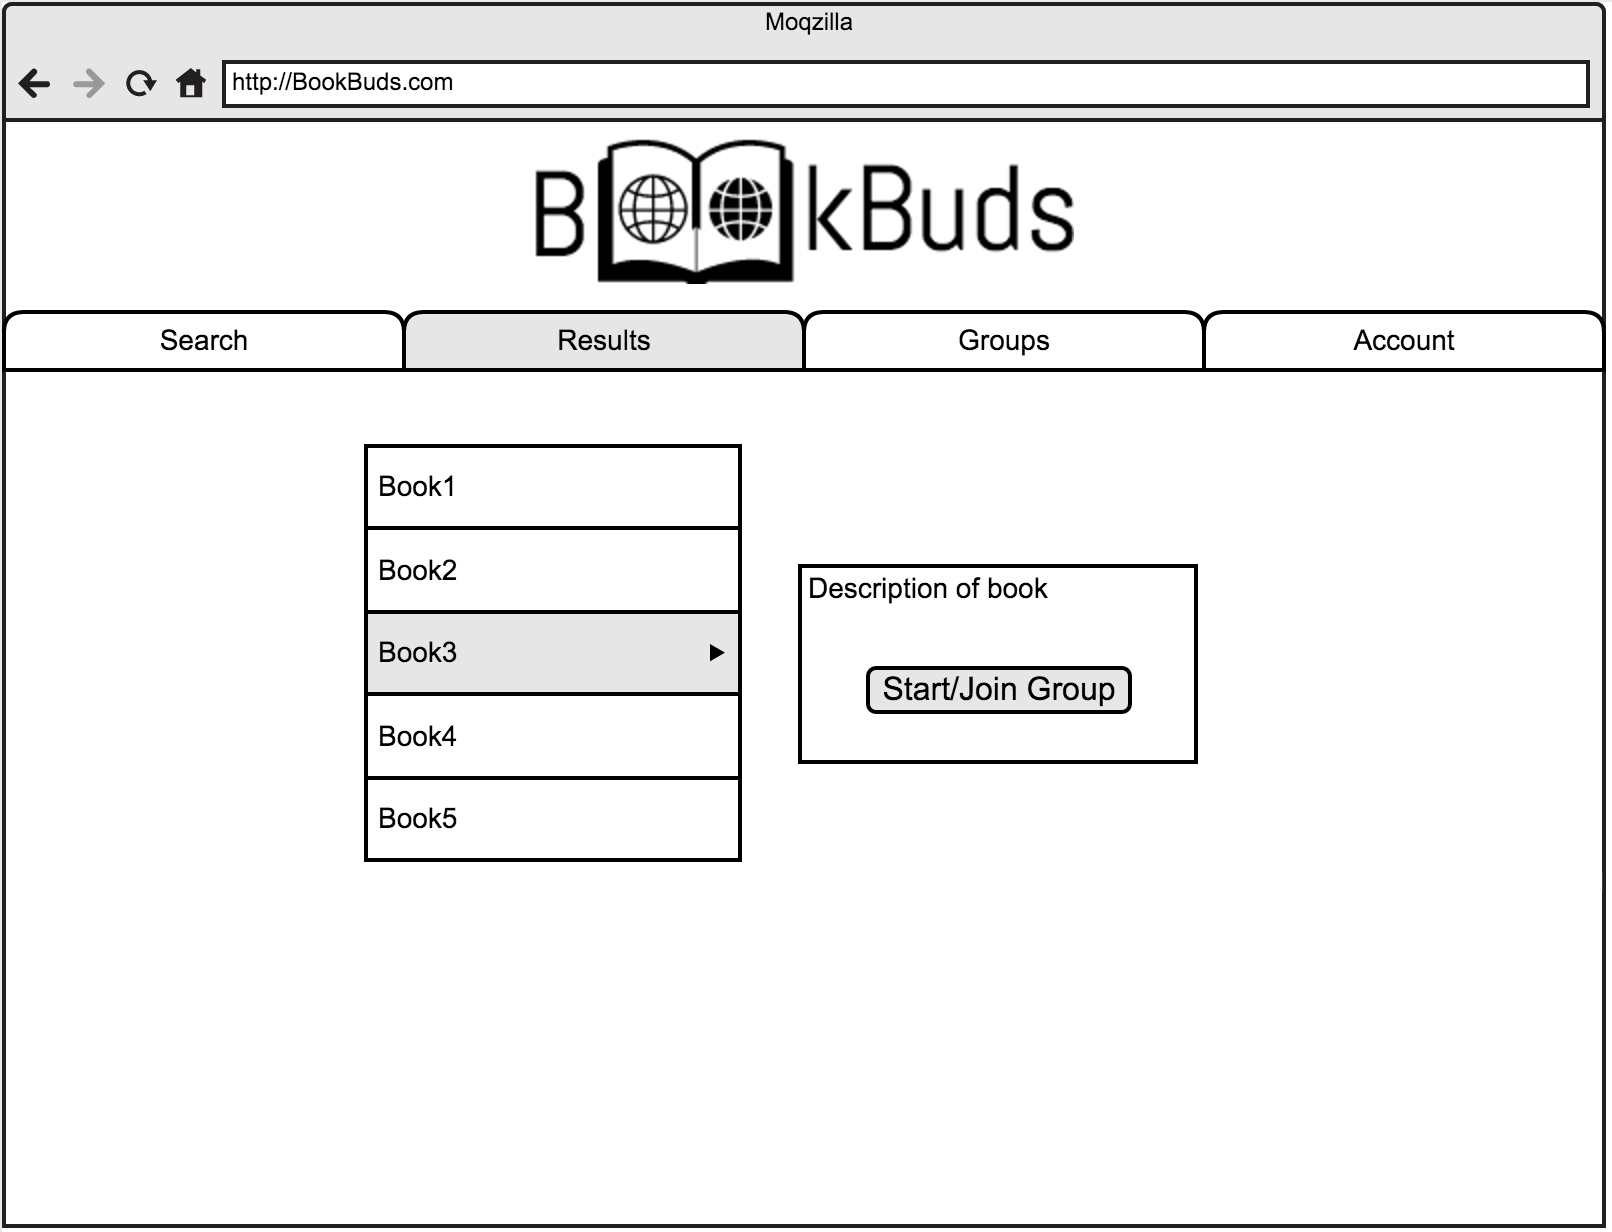 Moqzilla
http://BookBuds.com
BookBuds
Search
Results
Groups
Account
Book1
Book2
Book3
Book4
Book5
Description of book
Start/Join Group